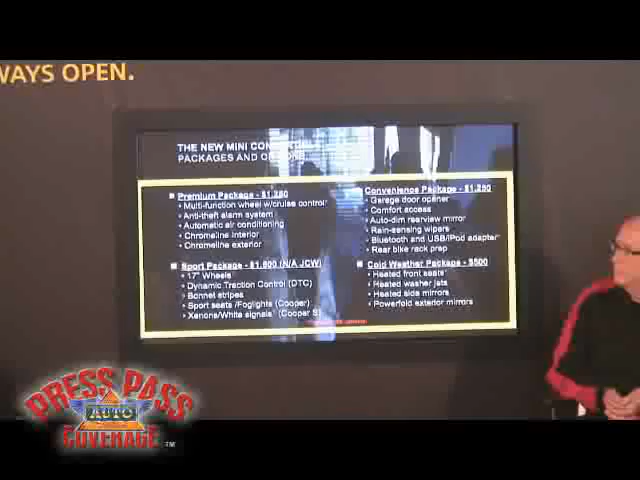 WAYS OPEN.
THE NEW MINI CONVERTIBLE
PACKAGES AND OPTIONS
Premium Package - $1,250
Multi-function wheel w/cruise control*
Anti-theft alarm system
Automatic air conditioning
Chromeline interior
Chromeline exterior
Sport Package - $1,500 (N/A JCW)
17" Wheels*
Dynamic Traction Control (DTC)
Bonnet stripes
Sport seats*/Foglights (Cooper)
Xenons/White signals* (Cooper S)
Convenience Package - $1,250
Garage door opener
Comfort access
Auto-dim rearview mirror
Rain-sensing wipers
Bluetooth and USB/iPod adapter*
Rear bike rack prep
Cold Weather Package - $500
Heated front seats*
Heated washer jets
Heated side mirrors
Powerfold exterior mirrors
PRESS PASS
AUTO
COVERAGE ™